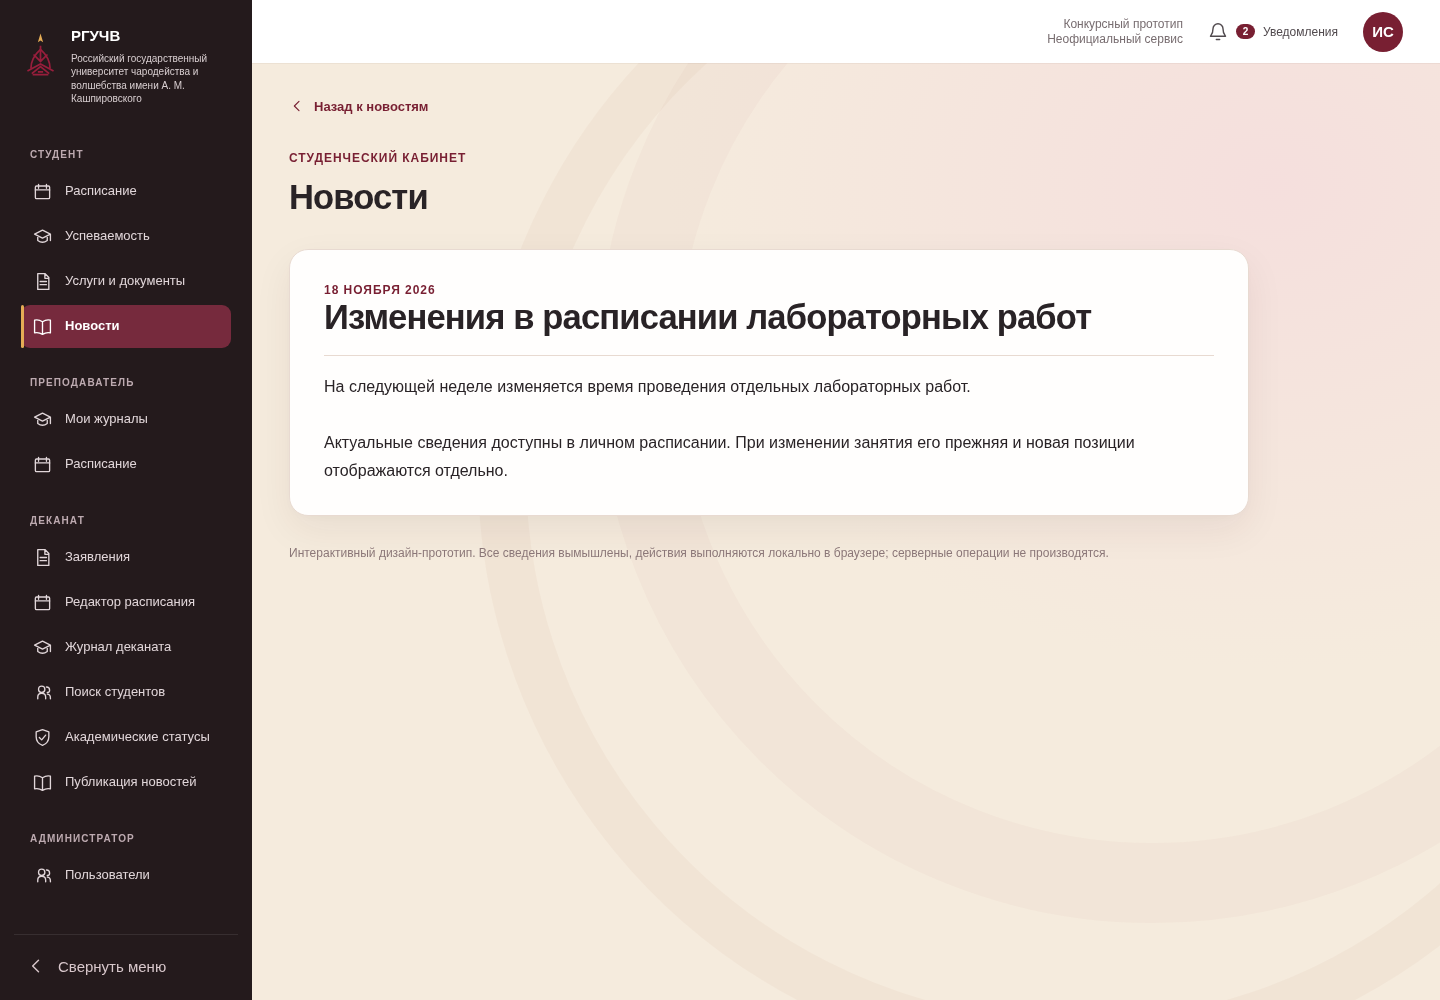 РГУЧВ
Российский государственный
университет чародейства и
волшебства имени А. М.
Кашпировского
СТУДЕНТ
Расписание
Успеваемость
Услуги и документы
Новости
ПРЕПОДАВАТЕЛЬ
Мои журналы
Расписание
ДЕКАНАТ
Заявления
Редактор расписания
Журнал деканата
Поиск студентов
Академические статусы
Публикация новостей
АДМИНИСТРАТОР
Пользователи
Свернуть меню
Конкурсный прототип
Неофициальный сервис
2 Уведомления
ИС
Назад к новостям
СТУДЕНЧЕСКИЙ КАБИНЕТ
Новости
18 НОЯБРЯ 2026
Изменения в расписании лабораторных работ
На следующей неделе изменяется время проведения отдельных лабораторных работ.
Актуальные сведения доступны в личном расписании. При изменении занятия его прежняя и новая позиции
отображаются отдельно.
Интерактивный дизайн-прототип. Все сведения вымышлены, действия выполняются локально в браузере; серверные операции не производятся.